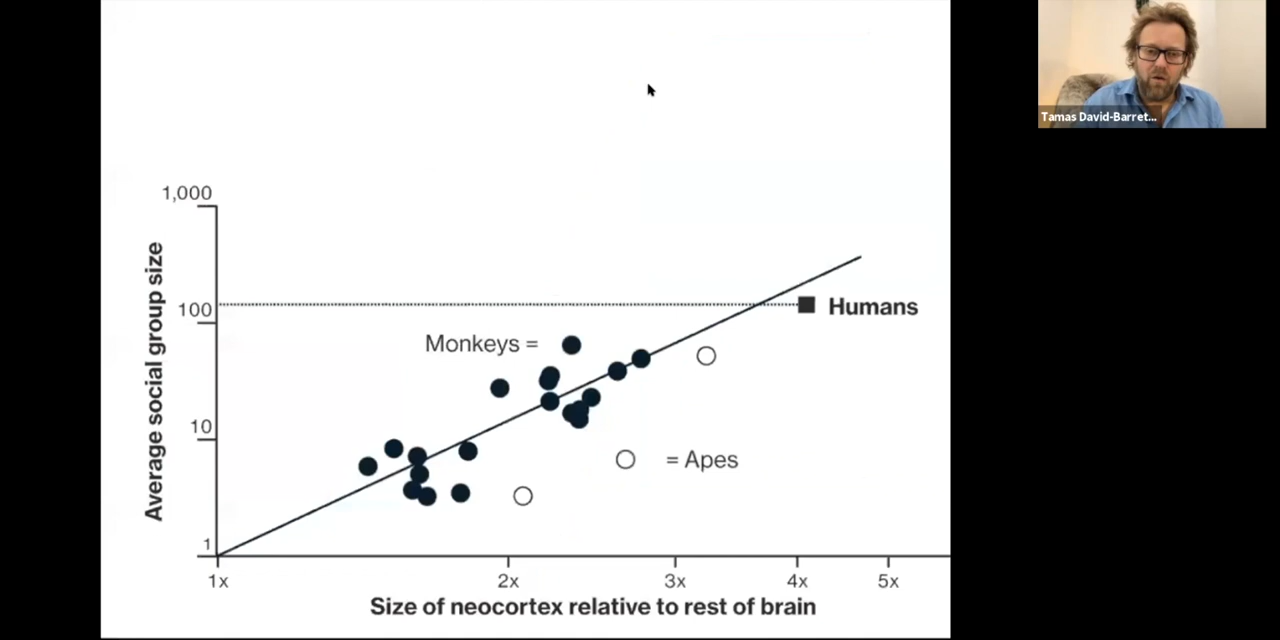 Tamas David-Barret...
1,000
100
10
1
Average social group size
Humans
Monkeys =
= Apes
1x
2x
3x
4x
5x
Size of neocortex relative to rest of brain